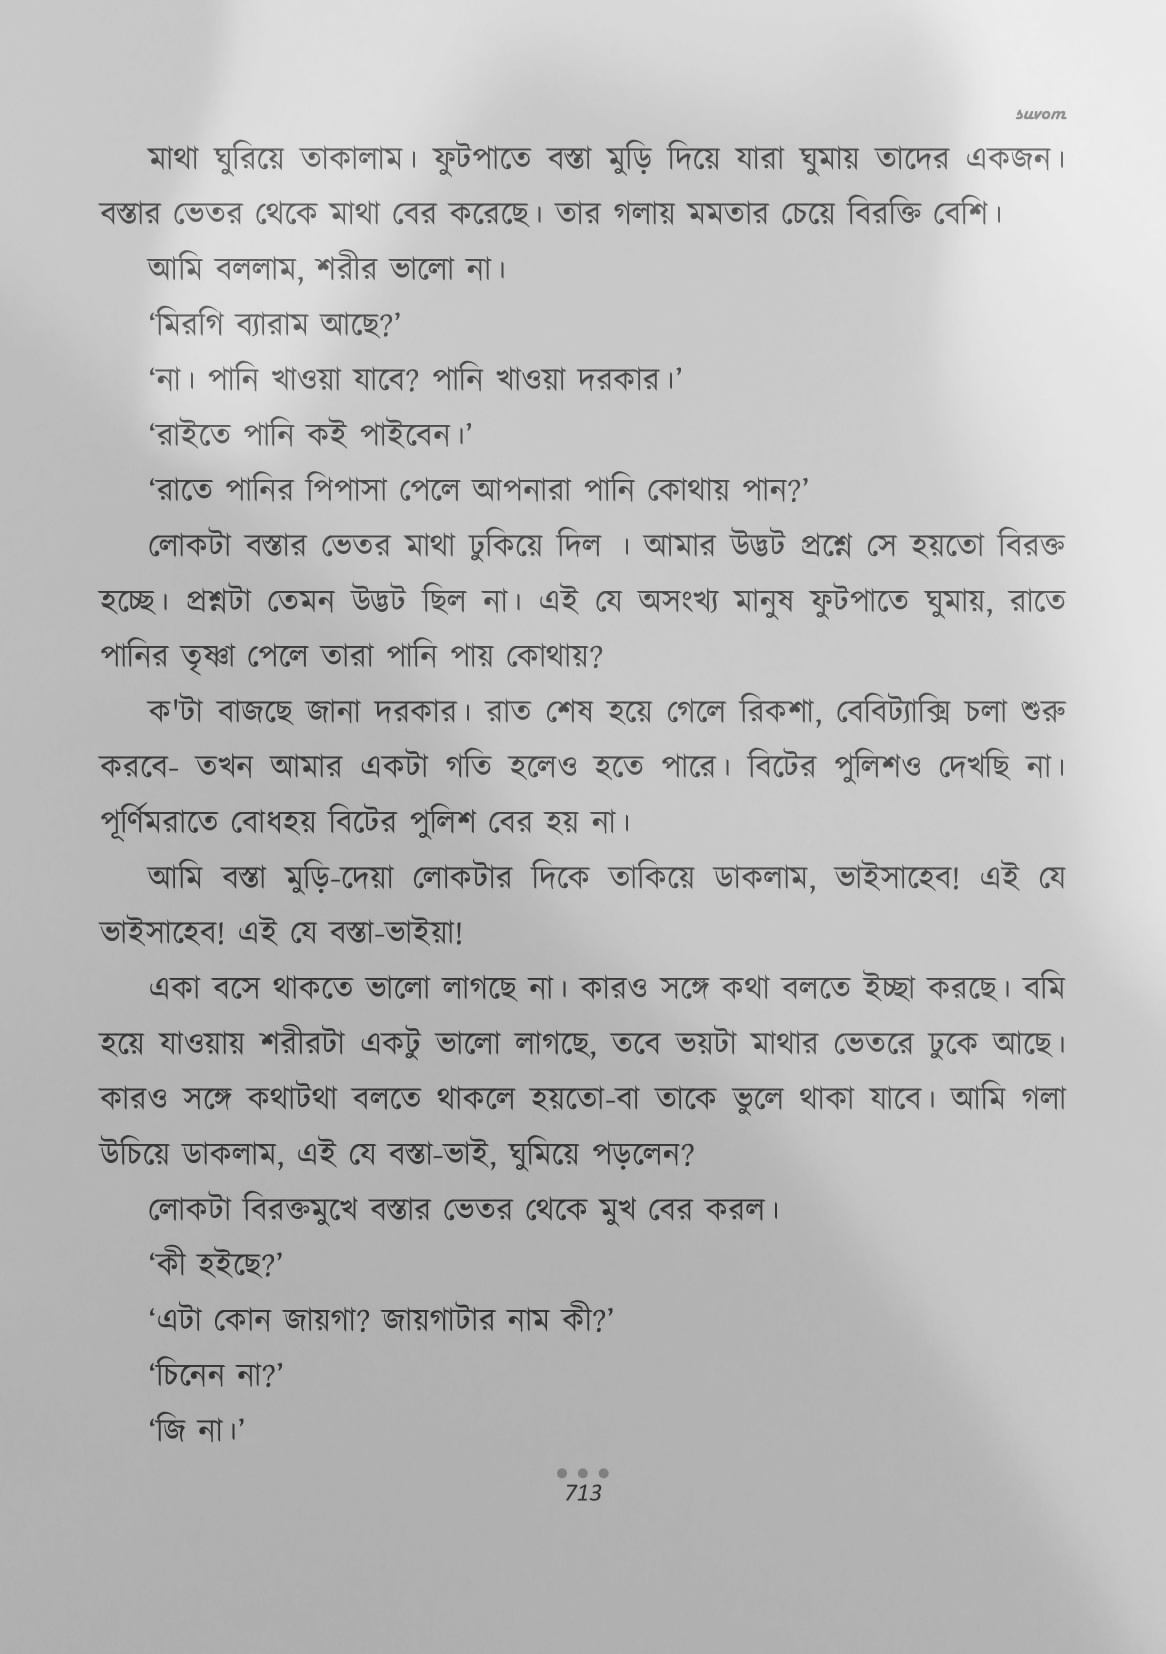 suvom
মাথা ঘুরিয়ে তাকালাম। ফুটপাতে বস্তা মুড়ি দিয়ে যারা ঘুমায় তাদের একজন।
বস্তার ভেতর থেকে মাথা বের করেছে। তার গলায় মমতার চেয়ে বিরক্তি বেশি।
আমি বললাম, শরীর ভালো না।
‘মিরগি ব্যারাম আছে?’
‘না। পানি খাওয়া যাবে? পানি খাওয়া দরকার।’
‘রাইতে পানি কই পাইবেন।’
‘রাতে পানির পিপাসা পেলে আপনারা পানি কোথায় পান?’
লোকটা বস্তার ভেতর মাথা ঢুকিয়ে দিল । আমার উদ্ভট প্রশ্নে সে হয়তো বিরক্ত
হচ্ছে। প্রশ্নটা তেমন উদ্ভট ছিল না। এই যে অসংখ্য মানুষ ফুটপাতে ঘুমায়, রাতে
পানির তৃষ্ণা পেলে তারা পানি পায় কোথায়?
ক'টা বাজছে জানা দরকার। রাত শেষ হয়ে গেলে রিকশা, বেবিট্যাক্সি চলা শুরু
করবে- তখন আমার একটা গতি হলেও হতে পারে। বিটের পুলিশও দেখছি না।
পূর্ণিমরাতে বোধহয় বিটের পুলিশ বের হয় না।
আমি বস্তা মুড়ি-দেয়া লোকটার দিকে তাকিয়ে ডাকলাম, ভাইসাহেব! এই যে
ভাইসাহেব! এই যে বস্তা-ভাইয়া!
একা বসে থাকতে ভালো লাগছে না। কারও সঙ্গে কথা বলতে ইচ্ছা করছে। বমি
হয়ে যাওয়ায় শরীরটা একটু ভালো লাগছে, তবে ভয়টা মাথার ভেতরে ঢুকে আছে।
কারও সঙ্গে কথাটথা বলতে থাকলে হয়তো-বা তাকে ভুলে থাকা যাবে। আমি গলা
উচিয়ে ডাকলাম, এই যে বস্তা-ভাই, ঘুমিয়ে পড়লেন?
লোকটা বিরক্তমুখে বস্তার ভেতর থেকে মুখ বের করল।
‘কী হইছে?’
‘এটা কোন জায়গা? জায়গাটার নাম কী?’
‘চিনেন না?’
‘জি না।’
713